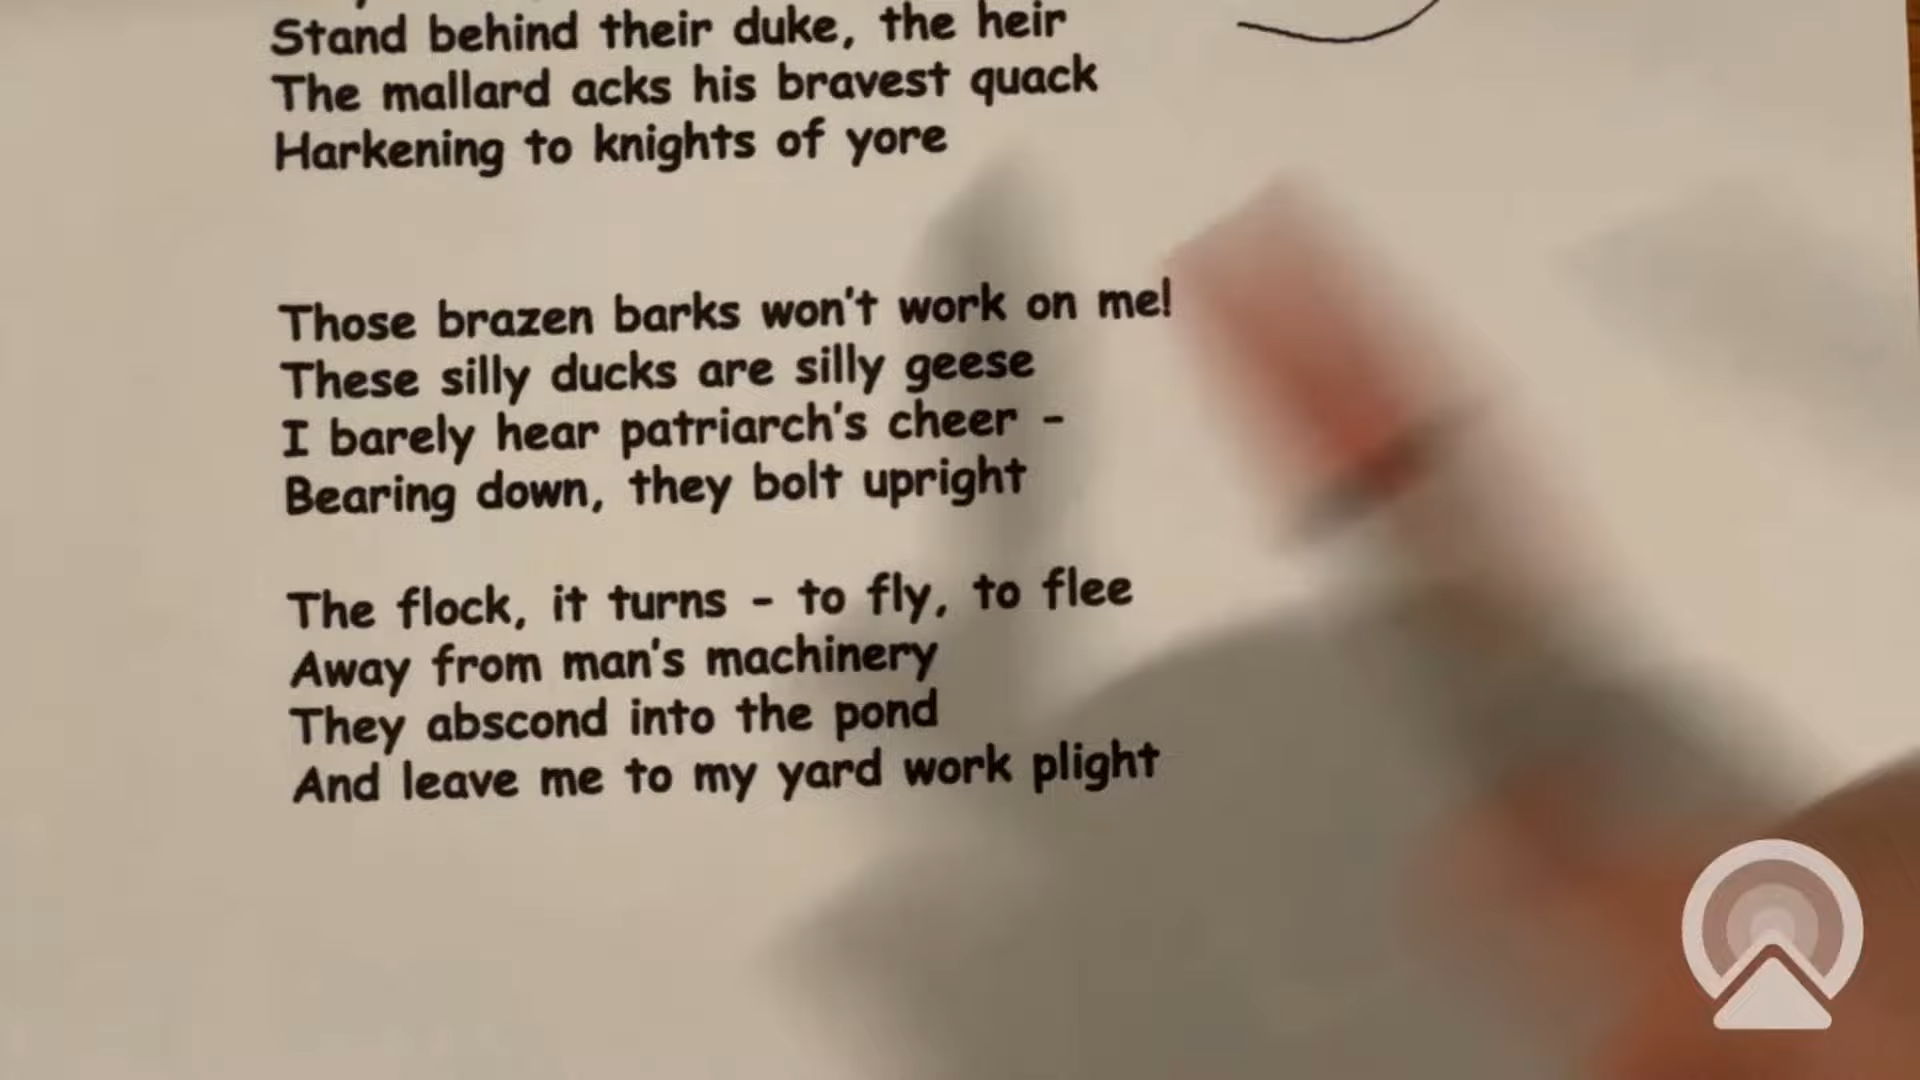 Stand behind their duke, the heir
The mallard acks his bravest quack
Harkening to knights of yore
Those brazen barks won't work on me!
These silly ducks are silly geese
I barely hear patriarch's cheer -
Bearing down, they bolt upright
The flock, it turns - to fly, to flee
Away from man's machinery
They abscond into the pond
And leave me to my yard work plight